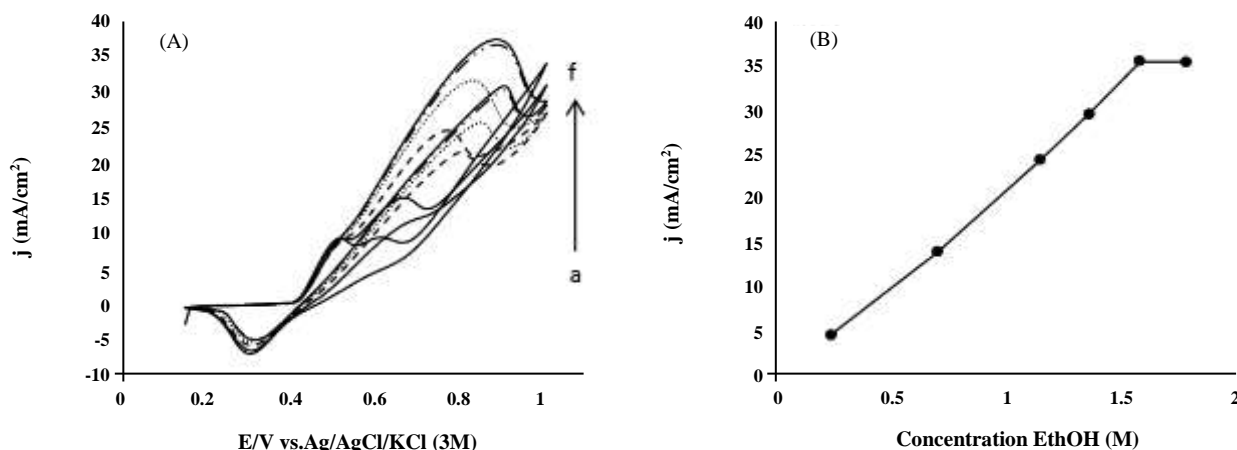 (A)
40
35
30
25
20
15
10
5
0
-5
-10
j (mA/cm²)
f
a
0 0.2 0.4 0.6 0.8 1
E/V vs.Ag/AgCl/KCl (3M)
(B)
40
35
30
25
20
15
10
5
0
j (mA/cm²)
0 0.5 1 1.5 2
Concentration EthOH (M)